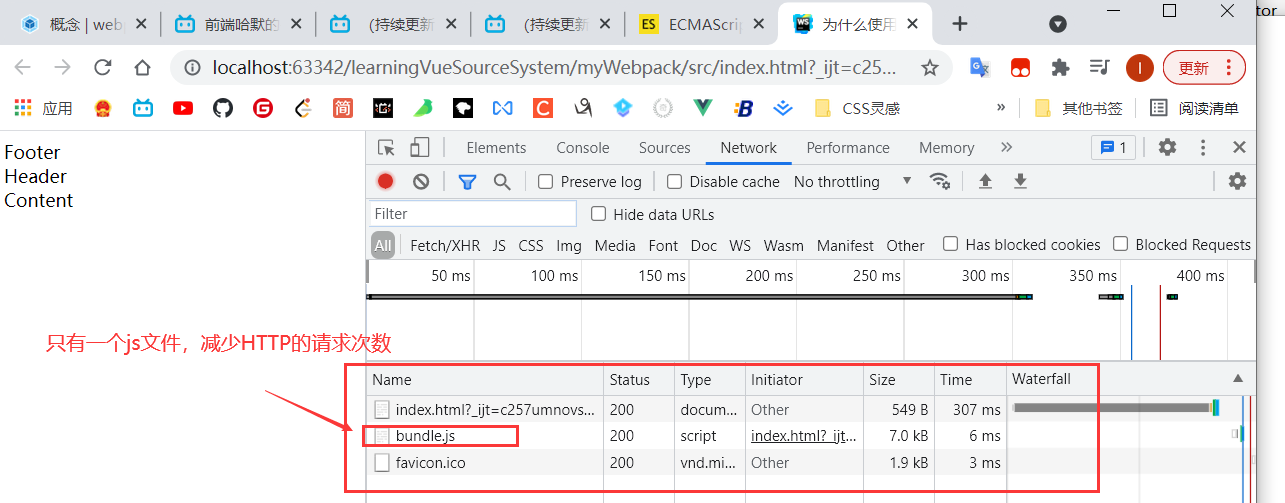 概念 | web
前端哈默的
(持续更新
(持续更新
ES ECMAScri
WS 为什么使用
tor
localhost:63342/learningVueSourceSystem/myWebpack/src/index.html?_ijt=c257...
I 更新
应用
简
C
B
CSS灵感
»
其他书签
阅读清单
Footer
Header
Content
Elements Console Sources Network Performance Memory » 1
Preserve log Disable cache No throttling
Filter Hide data URLs
All Fetch/XHR JS CSS Img Media Font Doc WS Wasm Manifest Other Has blocked cookies Blocked Requests
50 ms 100 ms 150 ms 200 ms 250 ms 300 ms 350 ms 400 ms
只有一个js文件，减少HTTP的请求次数
Name Status Type Initiator Size Time Waterfall
index.html?_ijt=c257umnovs... 200 docum... Other 549 B 307 ms
bundle.js 200 script index.html?_ijt... 7.0 kB 6 ms
favicon.ico 200 vnd.mi... Other 1.9 kB 3 ms